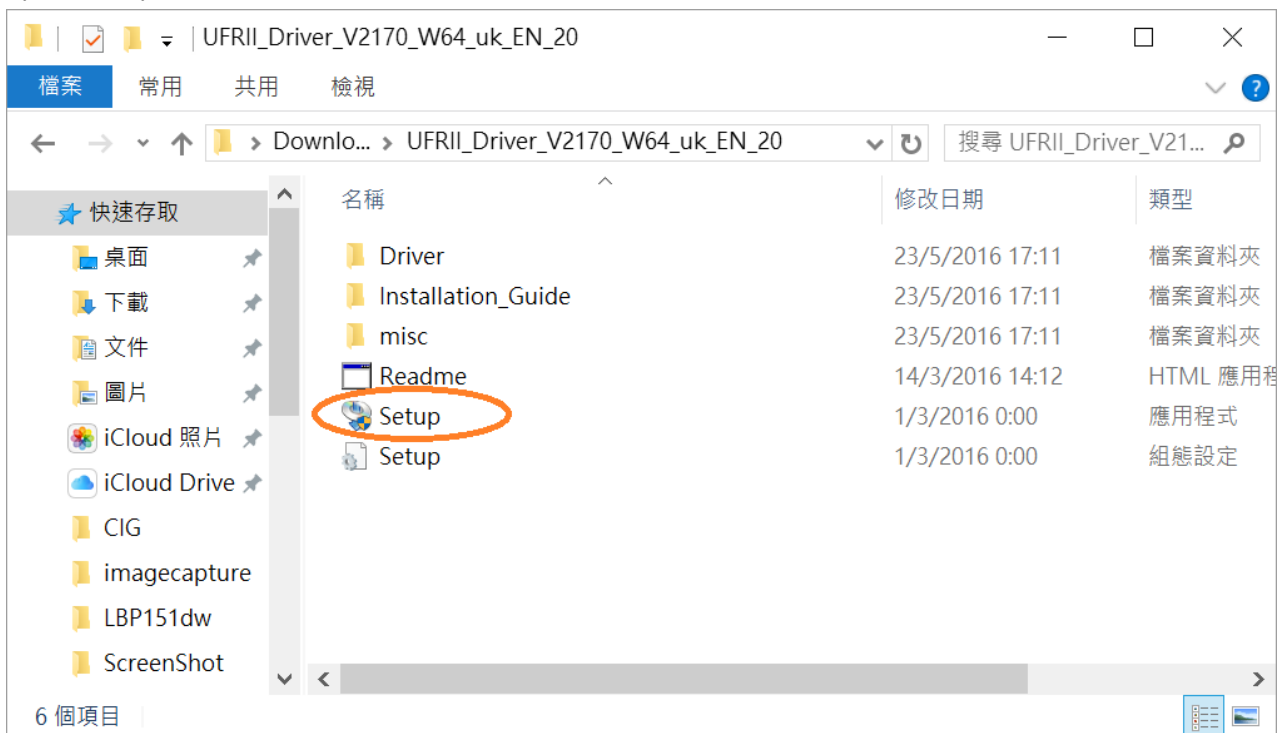 UFRII_Driver_V2170_W64_uk_EN_20
檔案 常用 共用 檢視
Downlo... UFRII_Driver_V2170_W64_uk_EN_20 搜尋 UFRII_Driver_V21...
快速存取
桌面
下載
文件
圖片
iCloud 照片
iCloud Drive
CIG
imagecapture
LBP151dw
ScreenShot
名稱 修改日期 類型
Driver 23/5/2016 17:11 檔案資料夾
Installation_Guide 23/5/2016 17:11 檔案資料夾
misc 23/5/2016 17:11 檔案資料夾
Readme 14/3/2016 14:12 HTML 應用程
Setup 1/3/2016 0:00 應用程式
Setup 1/3/2016 0:00 組態設定
6 個項目